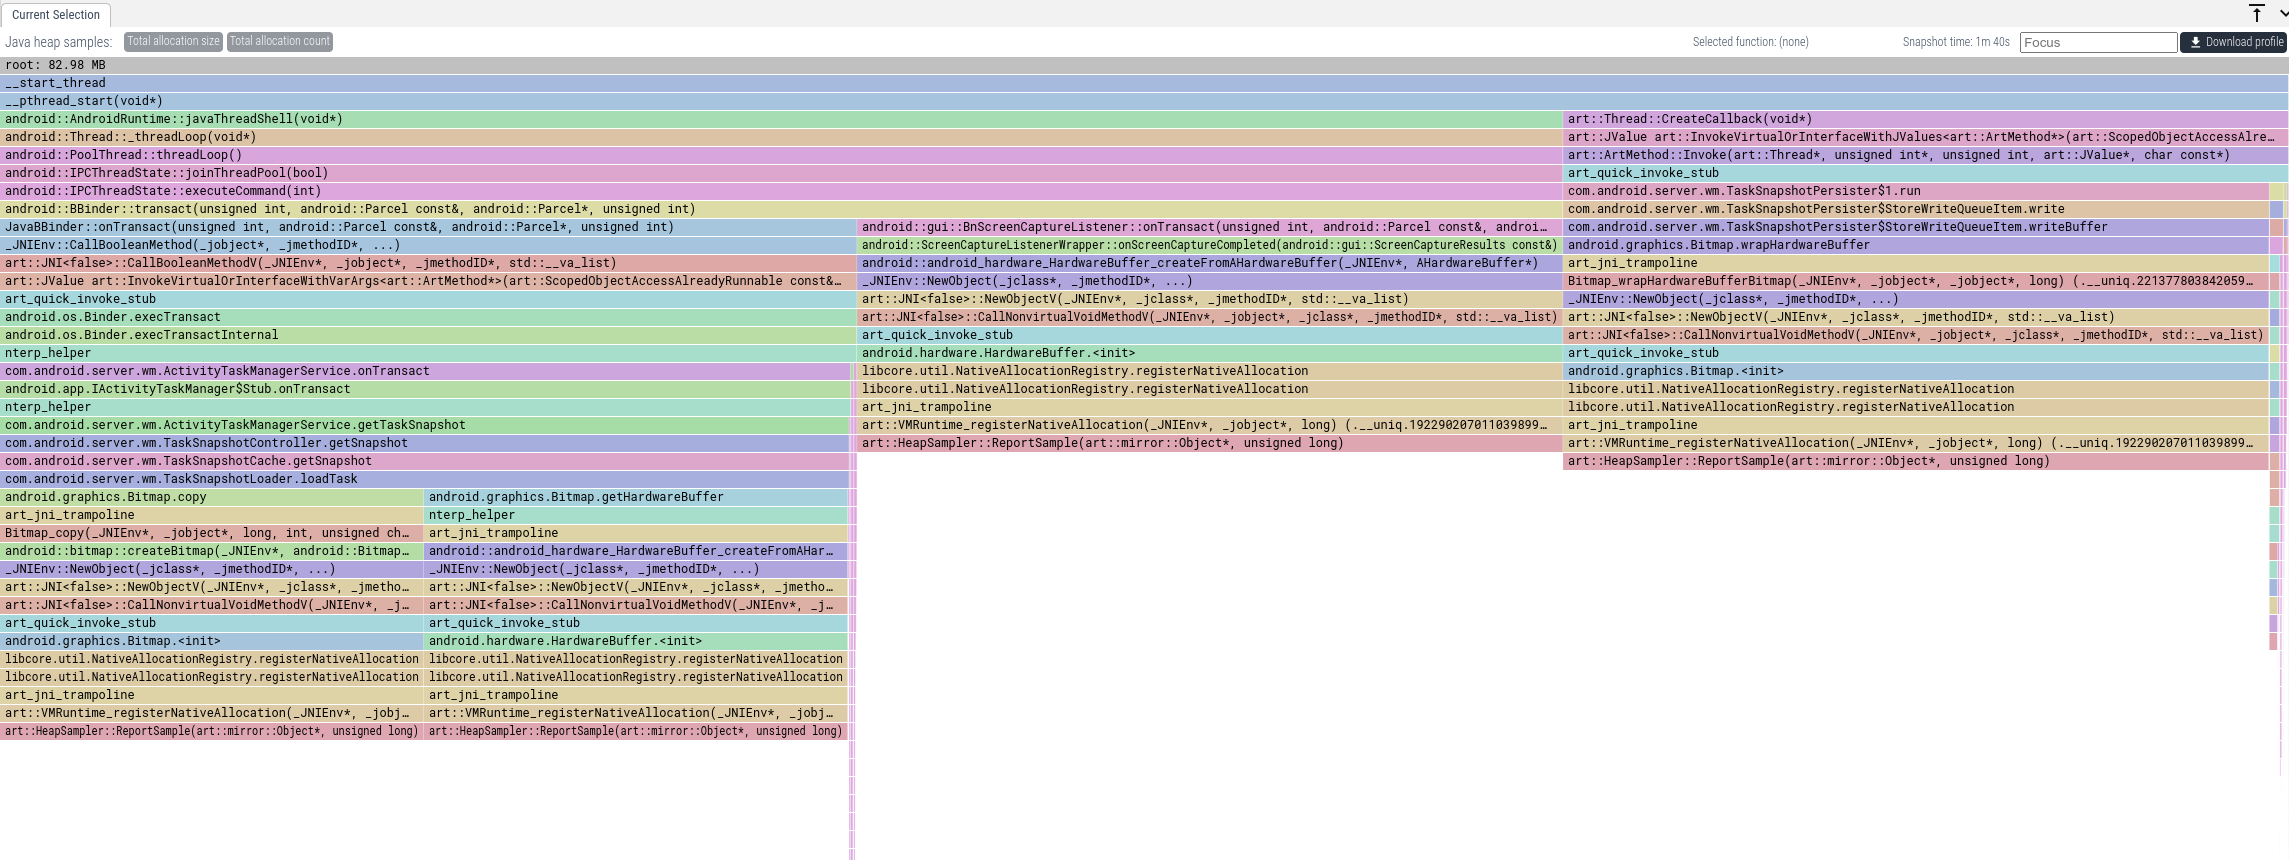 Current Selection
Java heap samples: Total allocation size Total allocation count Selected function: (none) Snapshot time: 1m 40s Focus Download profile
root: 82.98 MB
__start_thread
__pthread_start(void*)
android::AndroidRuntime::javaThreadShell(void*) art::Thread::CreateCallback(void*)
android::Thread::_threadLoop(void*) art::JValue art::InvokeVirtualOrInterfaceWithJValues<art::ArtMethod*>(art::ScopedObjectAccessAlre…
android::PoolThread::threadLoop() art::ArtMethod::Invoke(art::Thread*, unsigned int*, unsigned int, art::JValue*, char const*)
android::IPCThreadState::joinThreadPool(bool) art_quick_invoke_stub
android::IPCThreadState::executeCommand(int) com.android.server.wm.TaskSnapshotPersister$1.run
android::BBinder::transact(unsigned int, android::Parcel const&, android::Parcel*, unsigned int) com.android.server.wm.TaskSnapshotPersister$StoreWriteQueueItem.write
JavaBBinder::onTransact(unsigned int, android::Parcel const&, android::Parcel*, unsigned int) android::gui::BnScreenCaptureListener::onTransact(unsigned int, android::Parcel const&, androi… com.android.server.wm.TaskSnapshotPersister$StoreWriteQueueItem.writeBuffer
_JNIEnv::CallBooleanMethod(_jobject*, _jmethodID*, ...) android::ScreenCaptureListenerWrapper::onScreenCaptureCompleted(android::gui::ScreenCaptureResults const&) android.graphics.Bitmap.wrapHardwareBuffer
art::JNI<false>::CallBooleanMethodV(_JNIEnv*, _jobject*, _jmethodID*, std::__va_list) android::android_hardware_HardwareBuffer_createFromAHardwareBuffer(_JNIEnv*, AHardwareBuffer*) art_jni_trampoline
art::JValue art::InvokeVirtualOrInterfaceWithVarArgs<art::ArtMethod*>(art::ScopedObjectAccessAlreadyRunnable const&… _JNIEnv::NewObject(_jclass*, _jmethodID*, ...) Bitmap_wrapHardwareBufferBitmap(_JNIEnv*, _jobject*, _jobject*, long) (.__uniq.221377803842059…
art_quick_invoke_stub art::JNI<false>::NewObjectV(_JNIEnv*, _jclass*, _jmethodID*, std::__va_list) _JNIEnv::NewObject(_jclass*, _jmethodID*, ...)
android.os.Binder.execTransact art::JNI<false>::CallNonvirtualVoidMethodV(_JNIEnv*, _jobject*, _jclass*, _jmethodID*, std::__va_list) art::JNI<false>::NewObjectV(_JNIEnv*, _jclass*, _jmethodID*, std::__va_list)
android.os.Binder.execTransactInternal art_quick_invoke_stub art::JNI<false>::CallNonvirtualVoidMethodV(_JNIEnv*, _jobject*, _jclass*, _jmethodID*, std::__va_list)
nterp_helper android.hardware.HardwareBuffer.<init> art_quick_invoke_stub
com.android.server.wm.ActivityTaskManagerService.onTransact libcore.util.NativeAllocationRegistry.registerNativeAllocation android.graphics.Bitmap.<init>
android.app.IActivityTaskManager$Stub.onTransact libcore.util.NativeAllocationRegistry.registerNativeAllocation libcore.util.NativeAllocationRegistry.registerNativeAllocation
nterp_helper art_jni_trampoline libcore.util.NativeAllocationRegistry.registerNativeAllocation
com.android.server.wm.ActivityTaskManagerService.getTaskSnapshot art::VMRuntime_registerNativeAllocation(_JNIEnv*, _jobject*, long) (.__uniq.192290207011039899… art_jni_trampoline
com.android.server.wm.TaskSnapshotController.getSnapshot art::HeapSampler::ReportSample(art::mirror::Object*, unsigned long) art::VMRuntime_registerNativeAllocation(_JNIEnv*, _jobject*, long) (.__uniq.192290207011039899…
com.android.server.wm.TaskSnapshotCache.getSnapshot art::HeapSampler::ReportSample(art::mirror::Object*, unsigned long)
com.android.server.wm.TaskSnapshotLoader.loadTask
android.graphics.Bitmap.copy android.graphics.Bitmap.getHardwareBuffer
art_jni_trampoline nterp_helper
Bitmap_copy(_JNIEnv*, _jobject*, long, int, unsigned ch… art_jni_trampoline
android::bitmap::createBitmap(_JNIEnv*, android::Bitmap… android::android_hardware_HardwareBuffer_createFromAHar…
_JNIEnv::NewObject(_jclass*, _jmethodID*, ...) _JNIEnv::NewObject(_jclass*, _jmethodID*, ...)
art::JNI<false>::NewObjectV(_JNIEnv*, _jclass*, _jmetho… art::JNI<false>::NewObjectV(_JNIEnv*, _jclass*, _jmetho…
art::JNI<false>::CallNonvirtualVoidMethodV(_JNIEnv*, _j… art::JNI<false>::CallNonvirtualVoidMethodV(_JNIEnv*, _j…
art_quick_invoke_stub art_quick_invoke_stub
android.graphics.Bitmap.<init> android.hardware.HardwareBuffer.<init>
libcore.util.NativeAllocationRegistry.registerNativeAllocation libcore.util.NativeAllocationRegistry.registerNativeAllocation
libcore.util.NativeAllocationRegistry.registerNativeAllocation libcore.util.NativeAllocationRegistry.registerNativeAllocation
art_jni_trampoline art_jni_trampoline
art::VMRuntime_registerNativeAllocation(_JNIEnv*, _jobj… art::VMRuntime_registerNativeAllocation(_JNIEnv*, _jobj…
art::HeapSampler::ReportSample(art::mirror::Object*, unsigned long) art::HeapSampler::ReportSample(art::mirror::Object*, unsigned long)